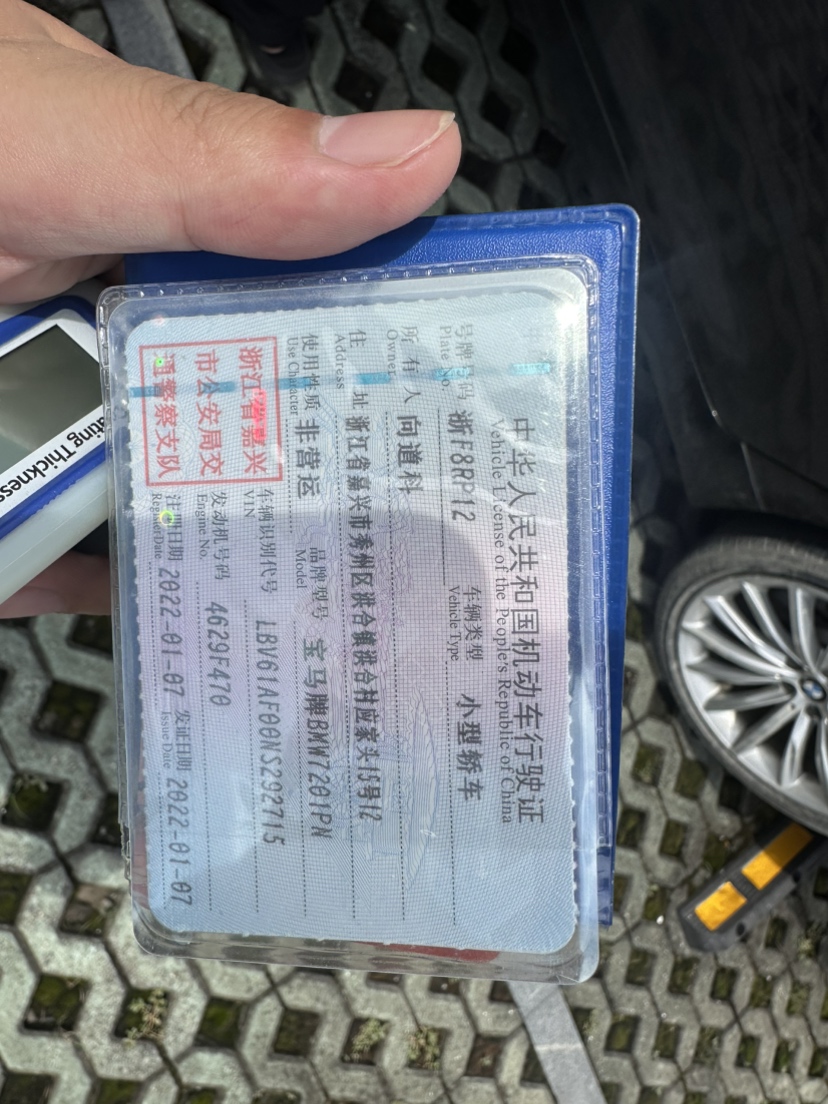 中华人民共和国机动车行驶证
Vehicle License of the People's Republic of China
号牌号码 浙F8RP12 车辆类型 小型轿车
Plate No. Vehicle Type
所有人 向道科
Owner
住址 浙江省嘉兴市秀州区洪合镇洪合村应家头15号12
Address
使用性质 非营运 品牌型号 宝马牌BMW7201PN
Use Character Model
浙江省嘉兴
市公安局交
通警察支队
车辆识别代号 LBV61AF00NS292715
VIN
发动机号码 4629F470
Engine No.
注册日期 2022-01-07 发证日期 2022-01-07
Register Date Issue Date
Thickness